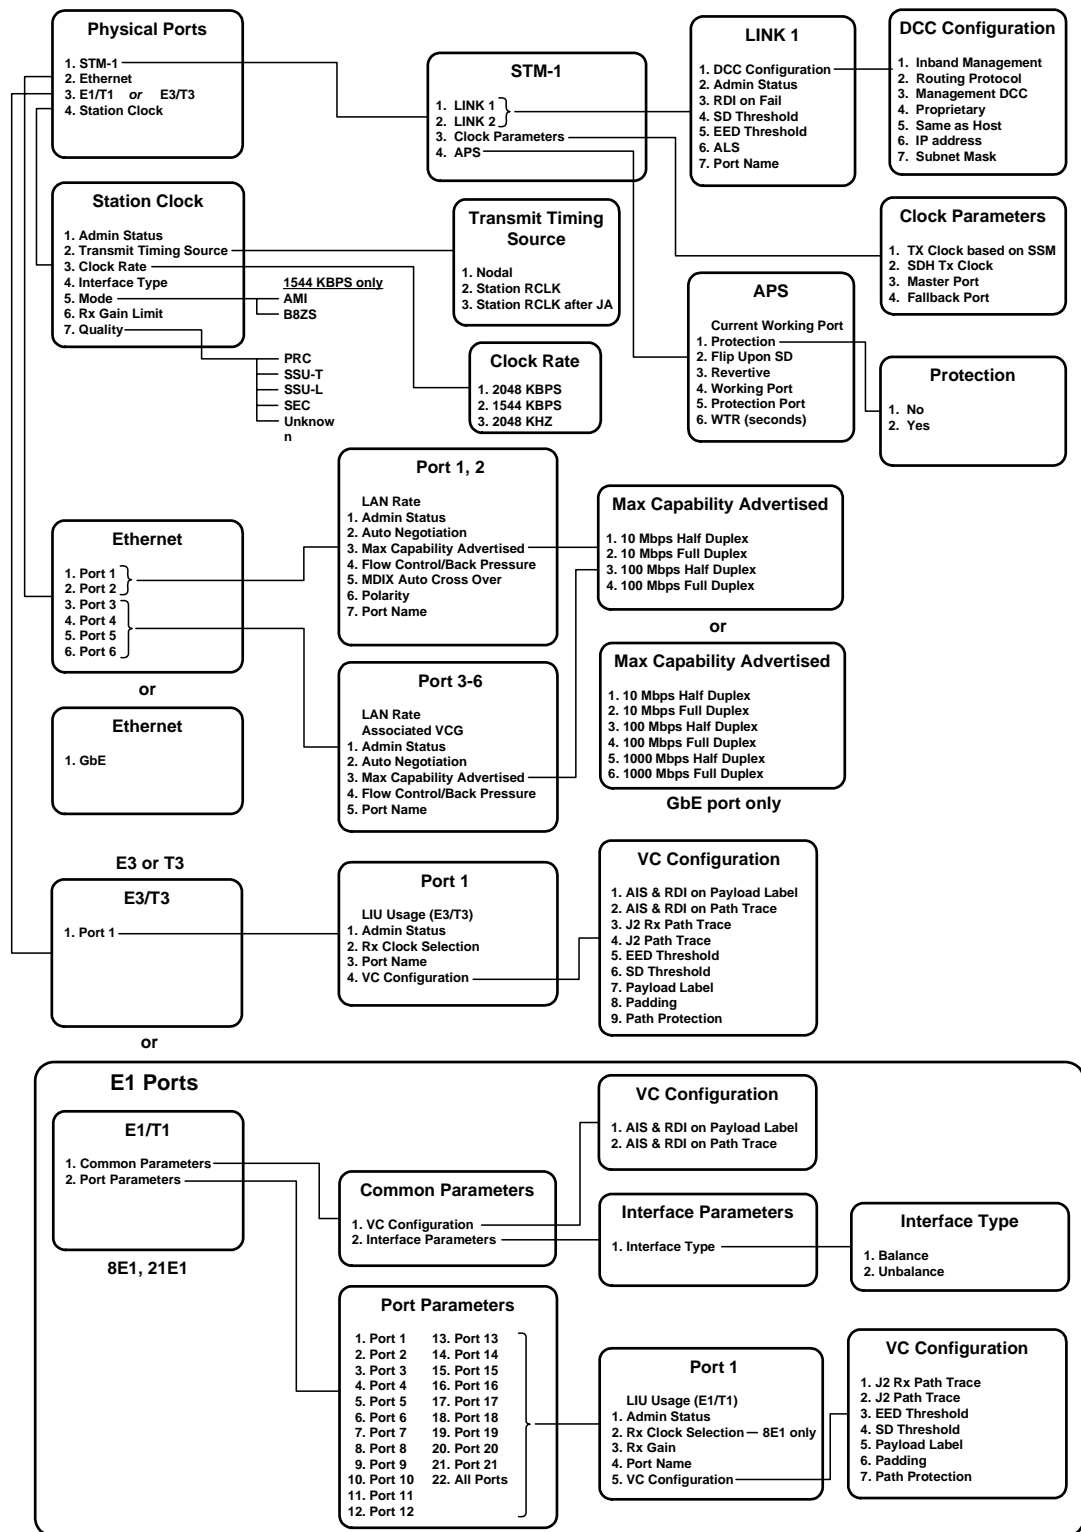 Physical Ports
1. STM-1
2. Ethernet
3. E1/T1 or E3/T3
4. Station Clock
STM-1
1. LINK 1
2. LINK 2
3. Clock Parameters
4. APS
LINK 1
1. DCC Configuration
2. Admin Status
3. RDI on Fail
4. SD Threshold
5. EED Threshold
6. ALS
7. Port Name
DCC Configuration
1. Inband Management
2. Routing Protocol
3. Management DCC
4. Proprietary
5. Same as Host
6. IP address
7. Subnet Mask
Station Clock
1. Admin Status
2. Transmit Timing Source
3. Clock Rate
4. Interface Type
5. Mode
6. Rx Gain Limit
7. Quality
1544 KBPS only
AMI
B8ZS
PRC
SSU-T
SSU-L
SEC
Unknow
n
Transmit Timing
Source
1. Nodal
2. Station RCLK
3. Station RCLK after JA
Clock Rate
1. 2048 KBPS
2. 1544 KBPS
3. 2048 KHZ
Clock Parameters
1. TX Clock based on SSM
2. SDH Tx Clock
3. Master Port
4. Fallback Port
APS
Current Working Port
1. Protection
2. Flip Upon SD
3. Revertive
4. Working Port
5. Protection Port
6. WTR (seconds)
Protection
1. No
2. Yes
Ethernet
1. Port 1
2. Port 2
3. Port 3
4. Port 4
5. Port 5
6. Port 6
or
Ethernet
1. GbE
Port 1, 2
LAN Rate
1. Admin Status
2. Auto Negotiation
3. Max Capability Advertised
4. Flow Control/Back Pressure
5. MDIX Auto Cross Over
6. Polarity
7. Port Name
Port 3-6
LAN Rate
Associated VCG
1. Admin Status
2. Auto Negotiation
3. Max Capability Advertised
4. Flow Control/Back Pressure
5. Port Name
Max Capability Advertised
1. 10 Mbps Half Duplex
2. 10 Mbps Full Duplex
3. 100 Mbps Half Duplex
4. 100 Mbps Full Duplex
or
Max Capability Advertised
1. 10 Mbps Half Duplex
2. 10 Mbps Full Duplex
3. 100 Mbps Half Duplex
4. 100 Mbps Full Duplex
5. 1000 Mbps Half Duplex
6. 1000 Mbps Full Duplex
GbE port only
E3 or T3
E3/T3
1. Port 1
or
Port 1
LIU Usage (E3/T3)
1. Admin Status
2. Rx Clock Selection
3. Port Name
4. VC Configuration
VC Configuration
1. AIS & RDI on Payload Label
2. AIS & RDI on Path Trace
3. J2 Rx Path Trace
4. J2 Path Trace
5. EED Threshold
6. SD Threshold
7. Payload Label
8. Padding
9. Path Protection
E1 Ports
E1/T1
1. Common Parameters
2. Port Parameters
8E1, 21E1
Common Parameters
1. VC Configuration
2. Interface Parameters
VC Configuration
1. AIS & RDI on Payload Label
2. AIS & RDI on Path Trace
Interface Parameters
1. Interface Type
Interface Type
1. Balance
2. Unbalance
Port Parameters
1. Port 1
2. Port 2
3. Port 3
4. Port 4
5. Port 5
6. Port 6
7. Port 7
8. Port 8
9. Port 9
10. Port 10
11. Port 11
12. Port 12
13. Port 13
14. Port 14
15. Port 15
16. Port 16
17. Port 17
18. Port 18
19. Port 19
20. Port 20
21. Port 21
22. All Ports
Port 1
LIU Usage (E1/T1)
1. Admin Status
2. Rx Clock Selection — 8E1 only
3. Rx Gain
4. Port Name
5. VC Configuration
VC Configuration
1. J2 Rx Path Trace
2. J2 Path Trace
3. EED Threshold
4. SD Threshold
5. Payload Label
6. Padding
7. Path Protection